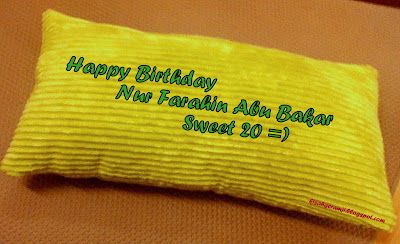 Happy Birthday
Nur Farahin Abu Bakar
Sweet 20 =)